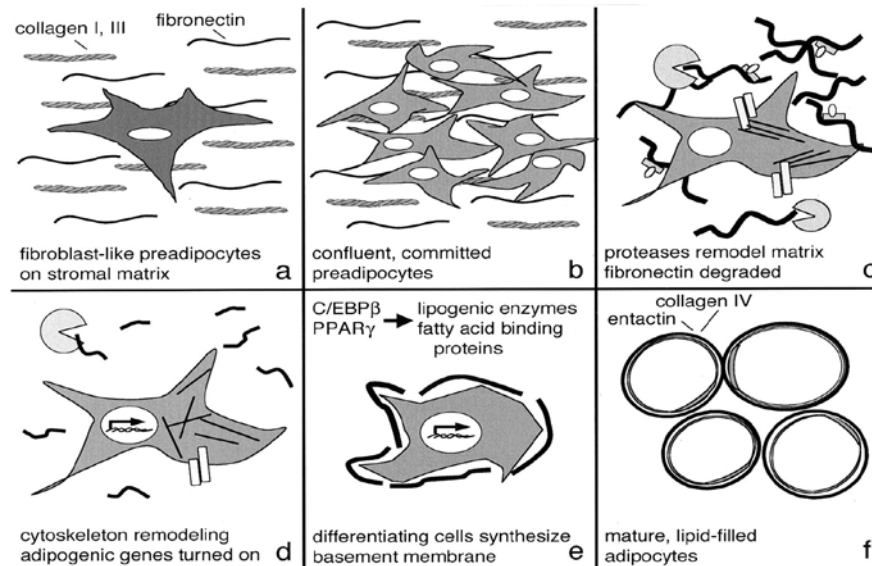 collagen I, III
fibronectin
fibroblast-like preadipocytes
on stromal matrix
a
confluent, committed
preadipocytes
b
proteases remodel matrix
fibronectin degraded
c
cytoskeleton remodeling
adipogenic genes turned on
d
C/EBPβ
PPARγ
lipogenic enzymes
fatty acid binding
proteins
differentiating cells synthesize
basement membrane
e
collagen IV
entactin
mature, lipid-filled
adipocytes
f